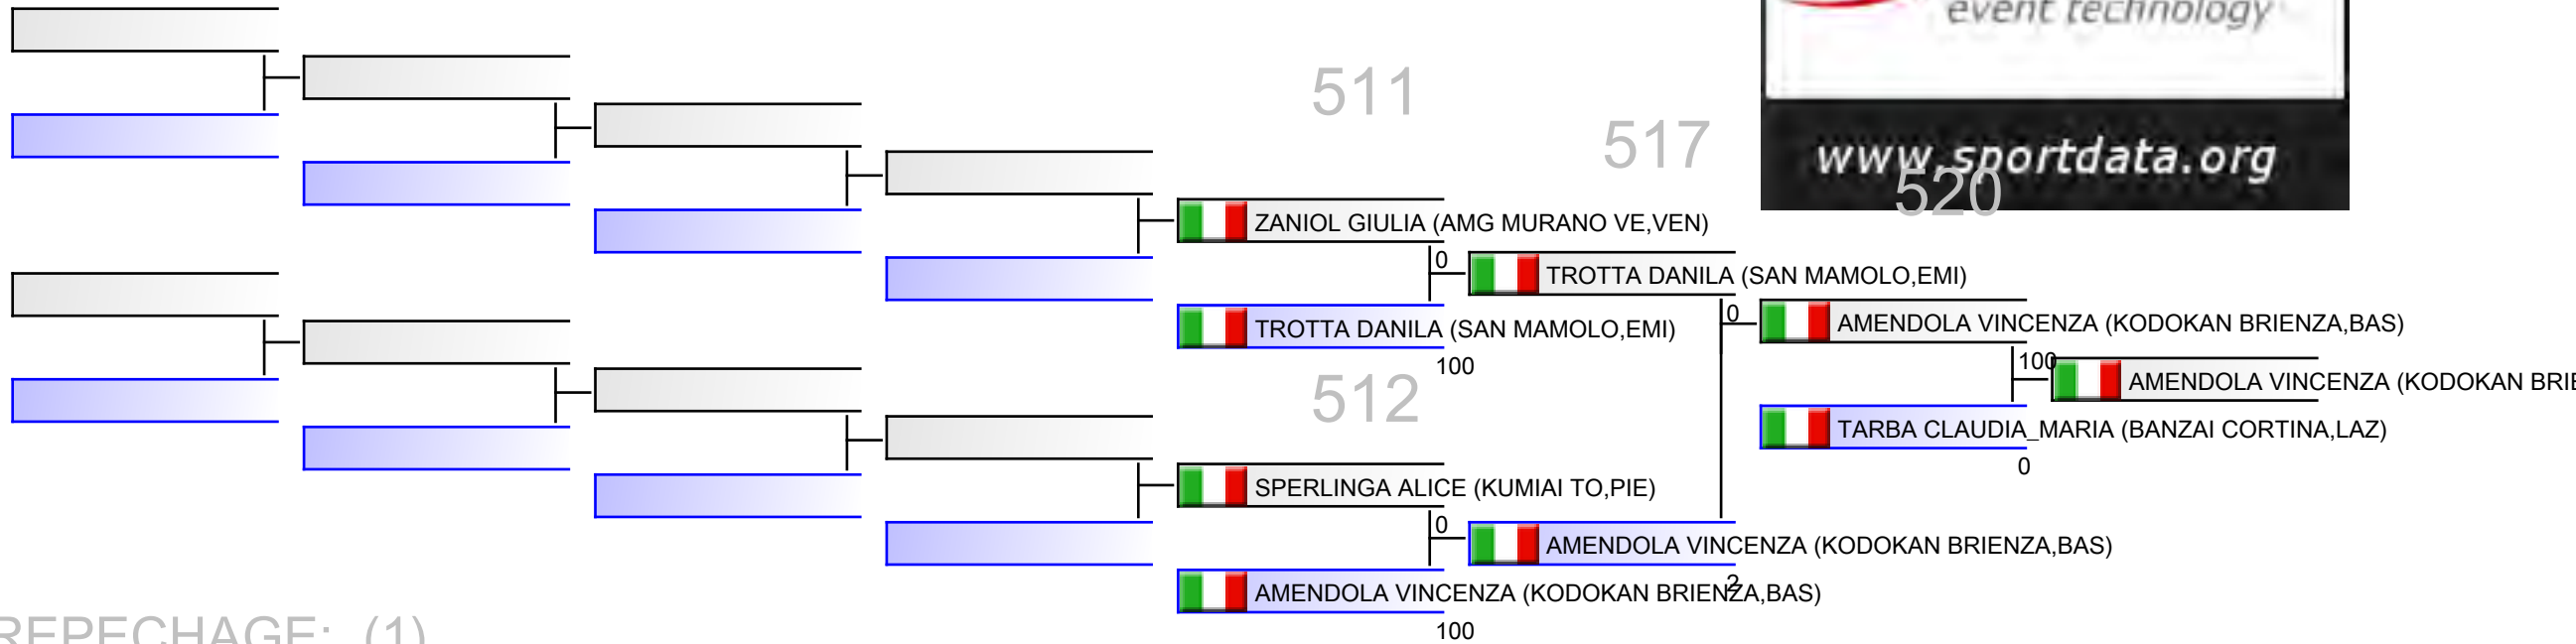 event technology
www.sportdata.org
511
517
520
ZANIOL GIULIA (AMG MURANO VE,VEN)
0
TROTTA DANILA (SAN MAMOLO,EMI)
TROTTA DANILA (SAN MAMOLO,EMI)
100
0
AMENDOLA VINCENZA (KODOKAN BRIENZA,BAS)
100
AMENDOLA VINCENZA (KODOKAN BRIE
TARBA CLAUDIA_MARIA (BANZAI CORTINA,LAZ)
0
512
SPERLINGA ALICE (KUMIAI TO,PIE)
0
AMENDOLA VINCENZA (KODOKAN BRIENZA,BAS)
2
AMENDOLA VINCENZA (KODOKAN BRIENZA,BAS)
100
REPECHAGE: (1)